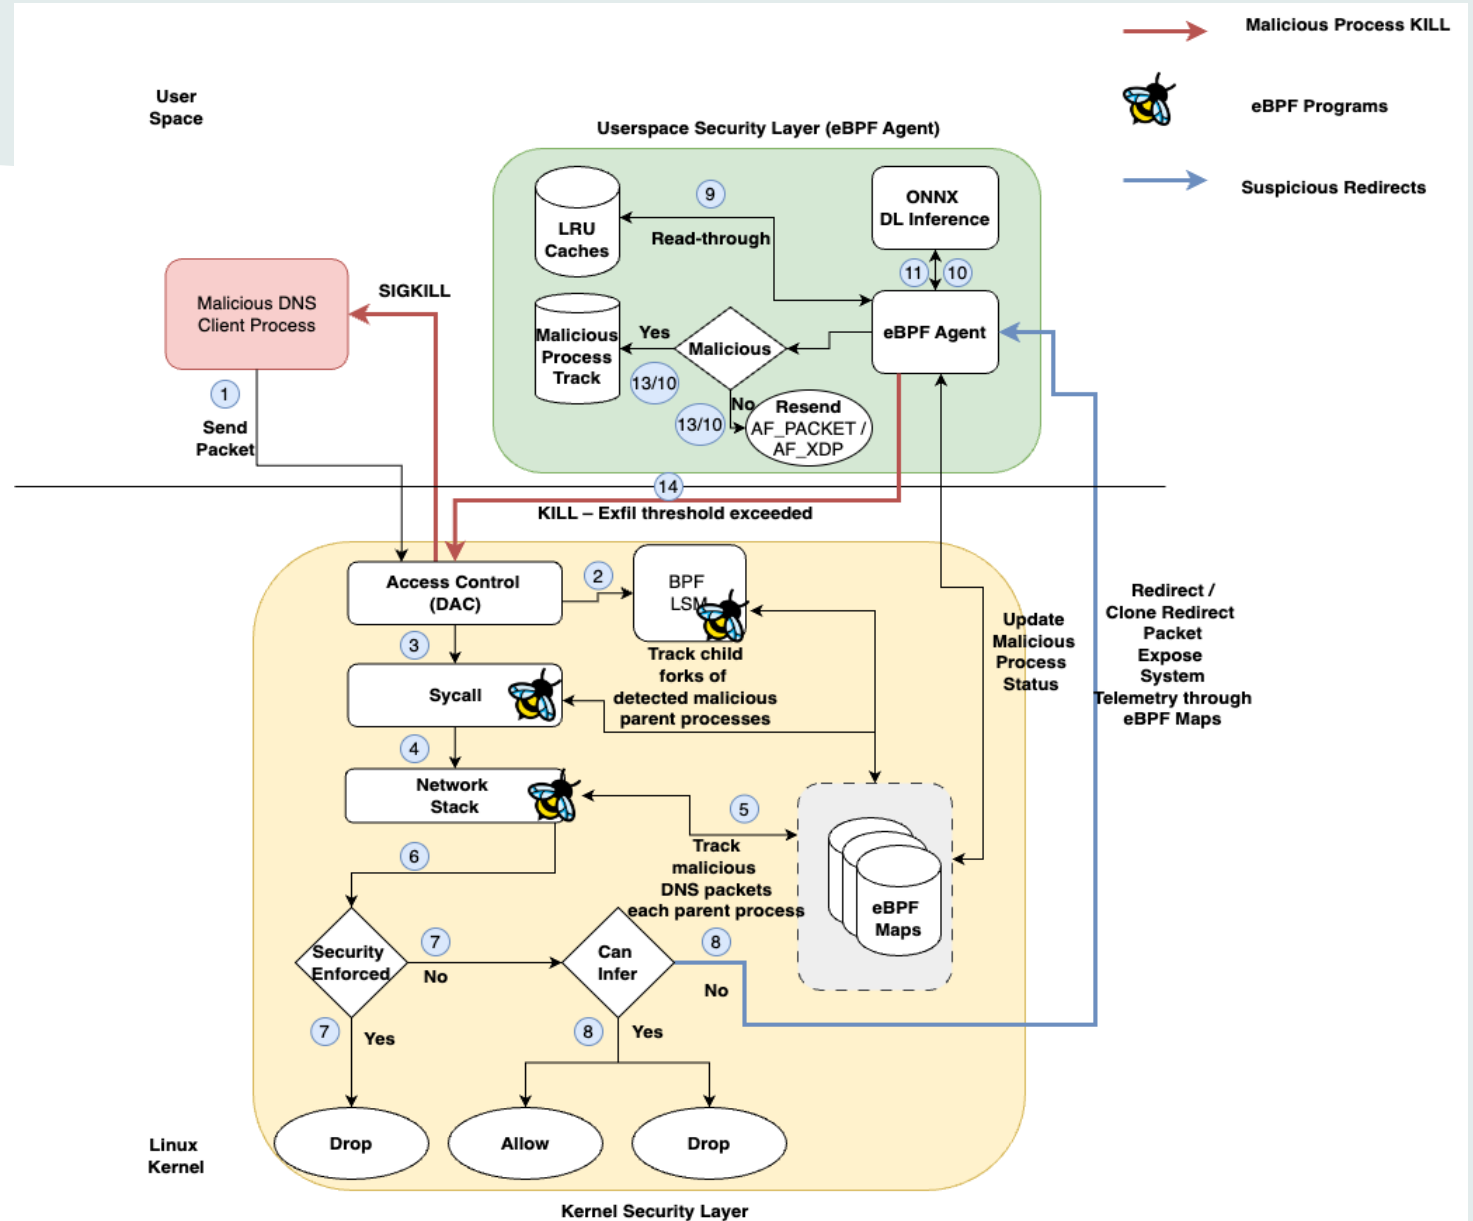 Malicious Process KILL
eBPF Programs
Suspicious Redirects
User
Space
Userspace Security Layer (eBPF Agent)
9
LRU
Caches
Read-through
ONNX
DL Inference
11
10
eBPF Agent
Malicious DNS
Client Process
SIGKILL
Malicious
Process
Track
Yes
13/10
Malicious
No
13/10
Resend
AF_PACKET /
AF_XDP
1
Send
Packet
14
KILL – Exfil threshold exceeded
Access Control
(DAC)
2
BPF
LSM
3
Track child
forks of
detected malicious
parent processes
Sycall
4
Network
Stack
5
Track
malicious
DNS packets
each parent process
Update
Malicious
Process
Status
Redirect /
Clone Redirect
Packet
Expose
System
Telemetry through
eBPF Maps
eBPF
Maps
6
Security
Enforced
7
No
7
Yes
Can
Infer
8
No
8
Yes
Drop
Allow
Drop
Linux
Kernel
Kernel Security Layer